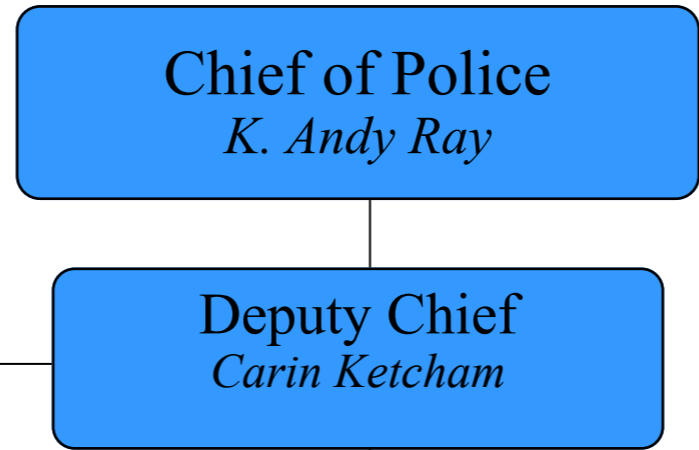 Chief of Police
K. Andy Ray
Deputy Chief
Carin Ketcham